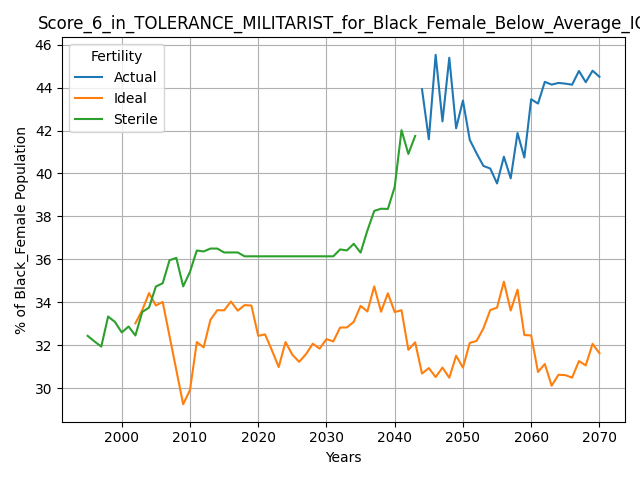 Score_6_in_TOLERANCE_MILITARIST_for_Black_Female_Below_Average_IQ
Fertility
Actual
Ideal
Sterile
% of Black_Female Population
46
44
42
40
38
36
34
32
30
2000 2010 2020 2030 2040 2050 2060 2070
Years